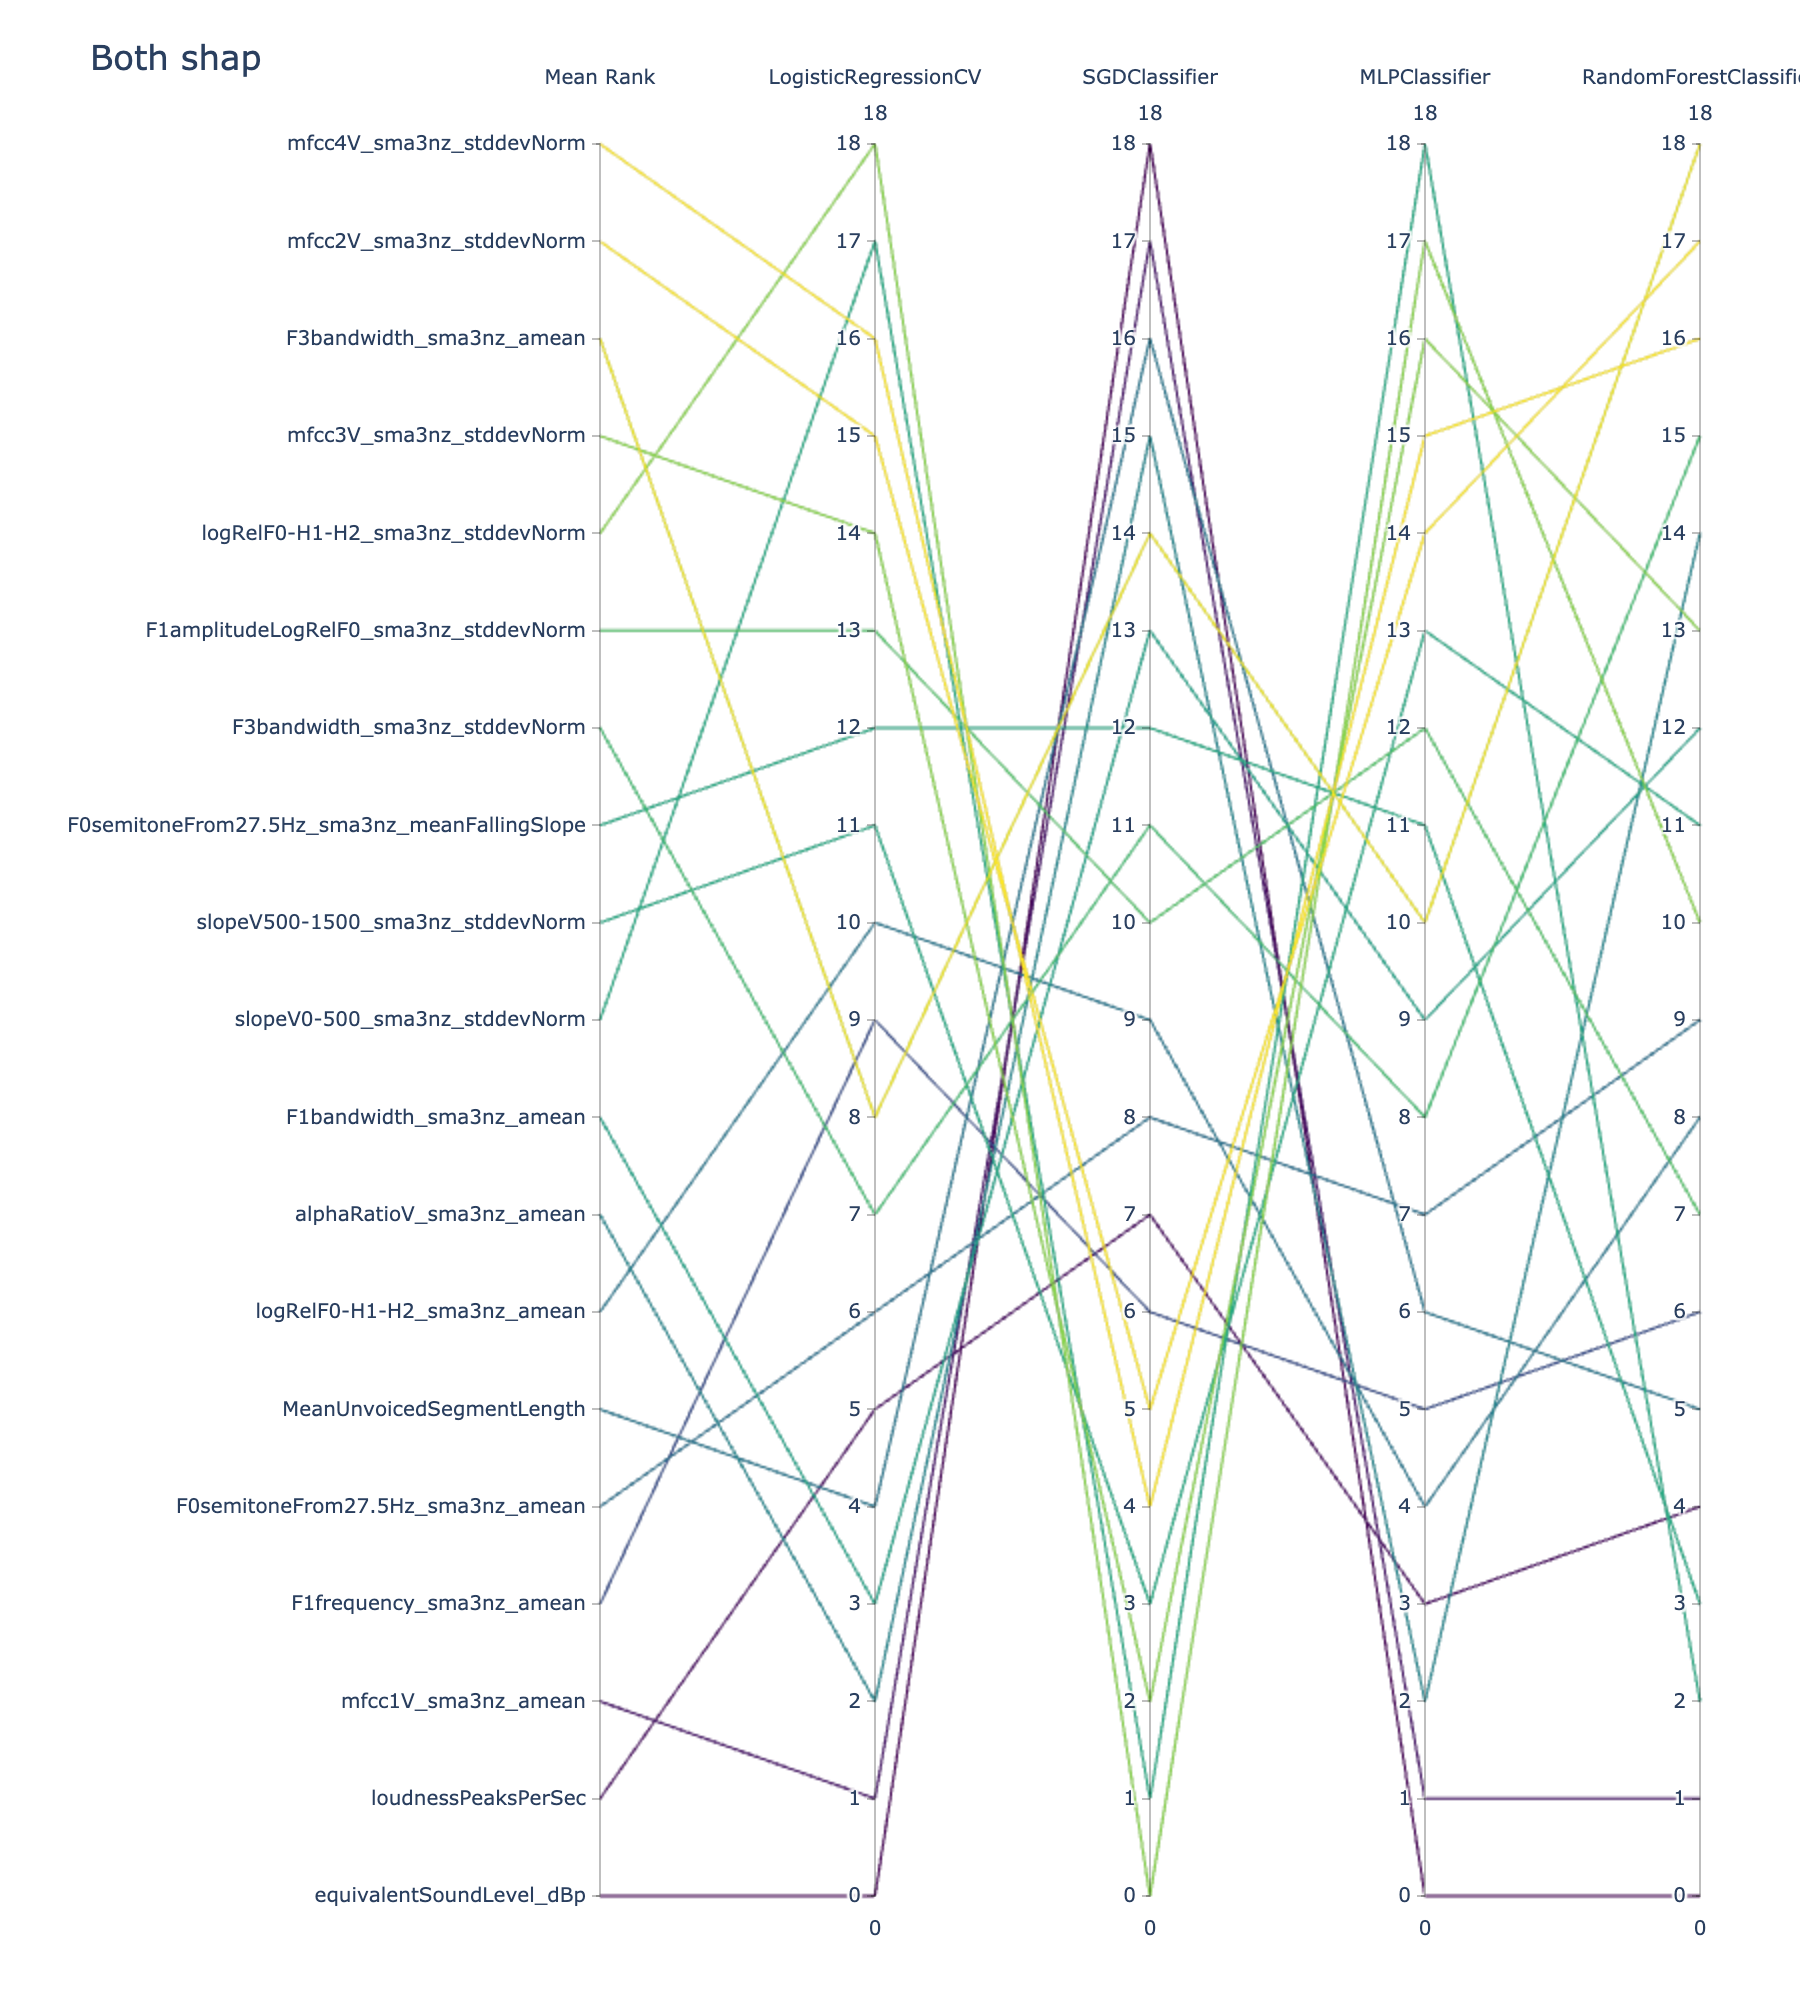 Both shap
Mean Rank LogisticRegressionCV SGDClassifier MLPClassifier RandomForestClassifie
18 18 18 18
mfcc4V_sma3nz_stddevNorm 18 18 18 18
mfcc2V_sma3nz_stddevNorm 17 17 17 17
F3bandwidth_sma3nz_amean 16 16 16 16
mfcc3V_sma3nz_stddevNorm 15 15 15 15
logRelF0-H1-H2_sma3nz_stddevNorm 14 14 14 14
F1amplitudeLogRelF0_sma3nz_stddevNorm 13 13 13 13
F3bandwidth_sma3nz_stddevNorm 12 12 12 12
F0semitoneFrom27.5Hz_sma3nz_meanFallingSlope 11 11 11 11
slopeV500-1500_sma3nz_stddevNorm 10 10 10 10
slopeV0-500_sma3nz_stddevNorm 9 9 9 9
F1bandwidth_sma3nz_amean 8 8 8 8
alphaRatioV_sma3nz_amean 7 7 7 7
logRelF0-H1-H2_sma3nz_amean 6 6 6 6
MeanUnvoicedSegmentLength 5 5 5 5
F0semitoneFrom27.5Hz_sma3nz_amean 4 4 4 4
F1frequency_sma3nz_amean 3 3 3 3
mfcc1V_sma3nz_amean 2 2 2 2
loudnessPeaksPerSec 1 1 1 1
equivalentSoundLevel_dBp 0 0 0 0
0 0 0 0